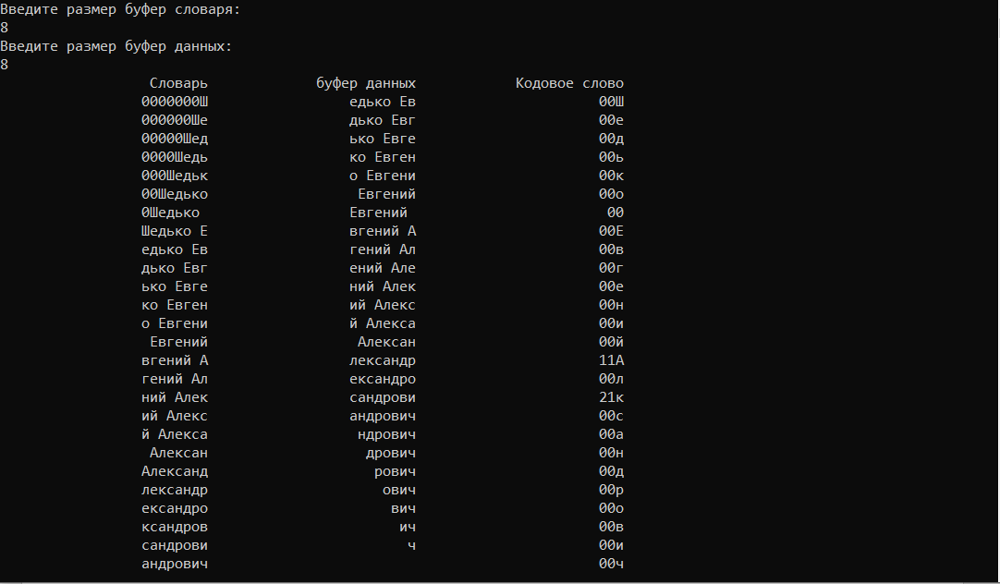 Введите размер буфер словаря:
8
Введите размер буфер данных:
8
Словарь буфер данных Кодовое слово
0000000Ш едько Ев 00Ш
000000Ше дько Евг 00е
00000Шед ько Евге 00д
0000Шедь ко Евген 00ь
000Шедьк о Евгени 00к
00Шедько Евгений 00о
0Шедько Евгений 00
Шедько Е вгений А 00Е
едько Ев гений Ал 00в
дько Евг ений Але 00г
ько Евге ний Алек 00е
ко Евген ий Алекс 00н
о Евгени й Алекса 00и
Евгений Алексан 00й
вгений А лександр 11А
гений Ал ександро 00л
ний Алек сандрови 21к
ий Алекс андрович 00с
й Алекса ндрович 00а
Алексан дрович 00н
Александ рович 00д
лександр ович 00р
ександро вич 00о
ксандров ич 00в
сандрови ч 00и
андрович 00ч